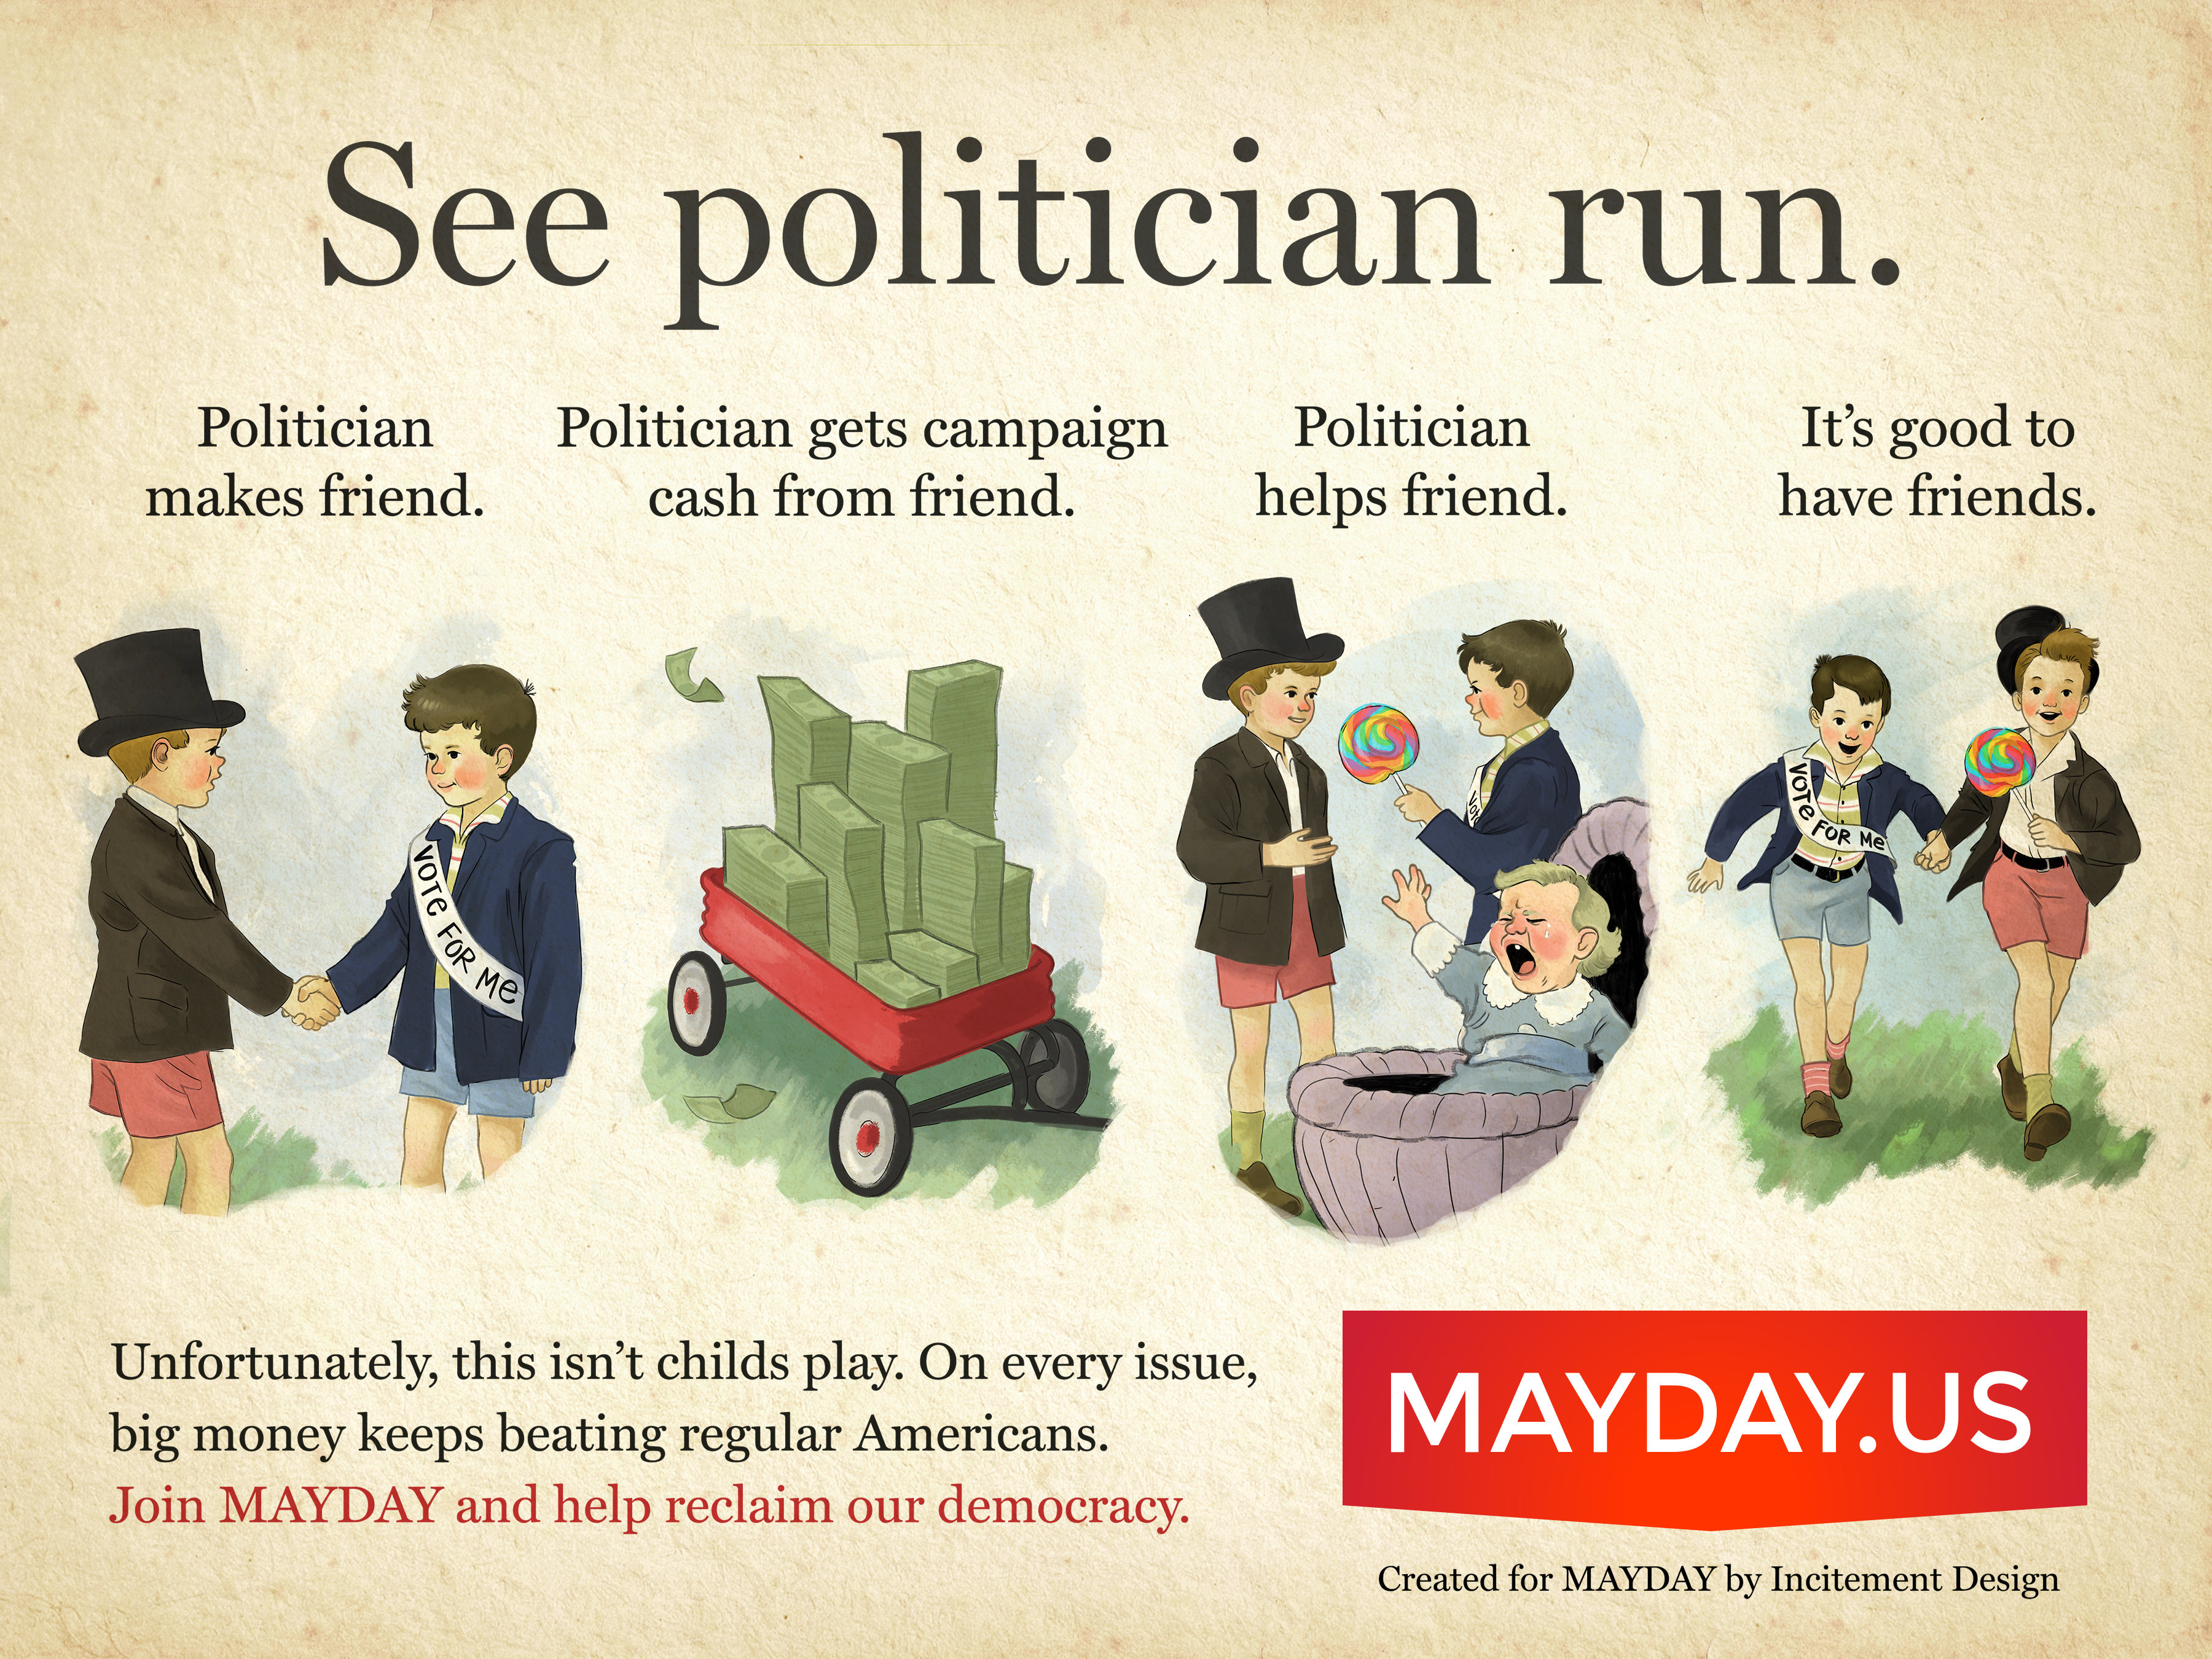 See politician run.
Politician
makes friend.
Politician gets campaign
cash from friend.
Politician
helps friend.
It's good to
have friends.
VOTE FOR ME
VOTE
VOTE FOR ME
Unfortunately, this isn't childs play. On every issue,
big money keeps beating regular Americans.
Join MAYDAY and help reclaim our democracy.
MAYDAY.US
Created for MAYDAY by Incitement Design